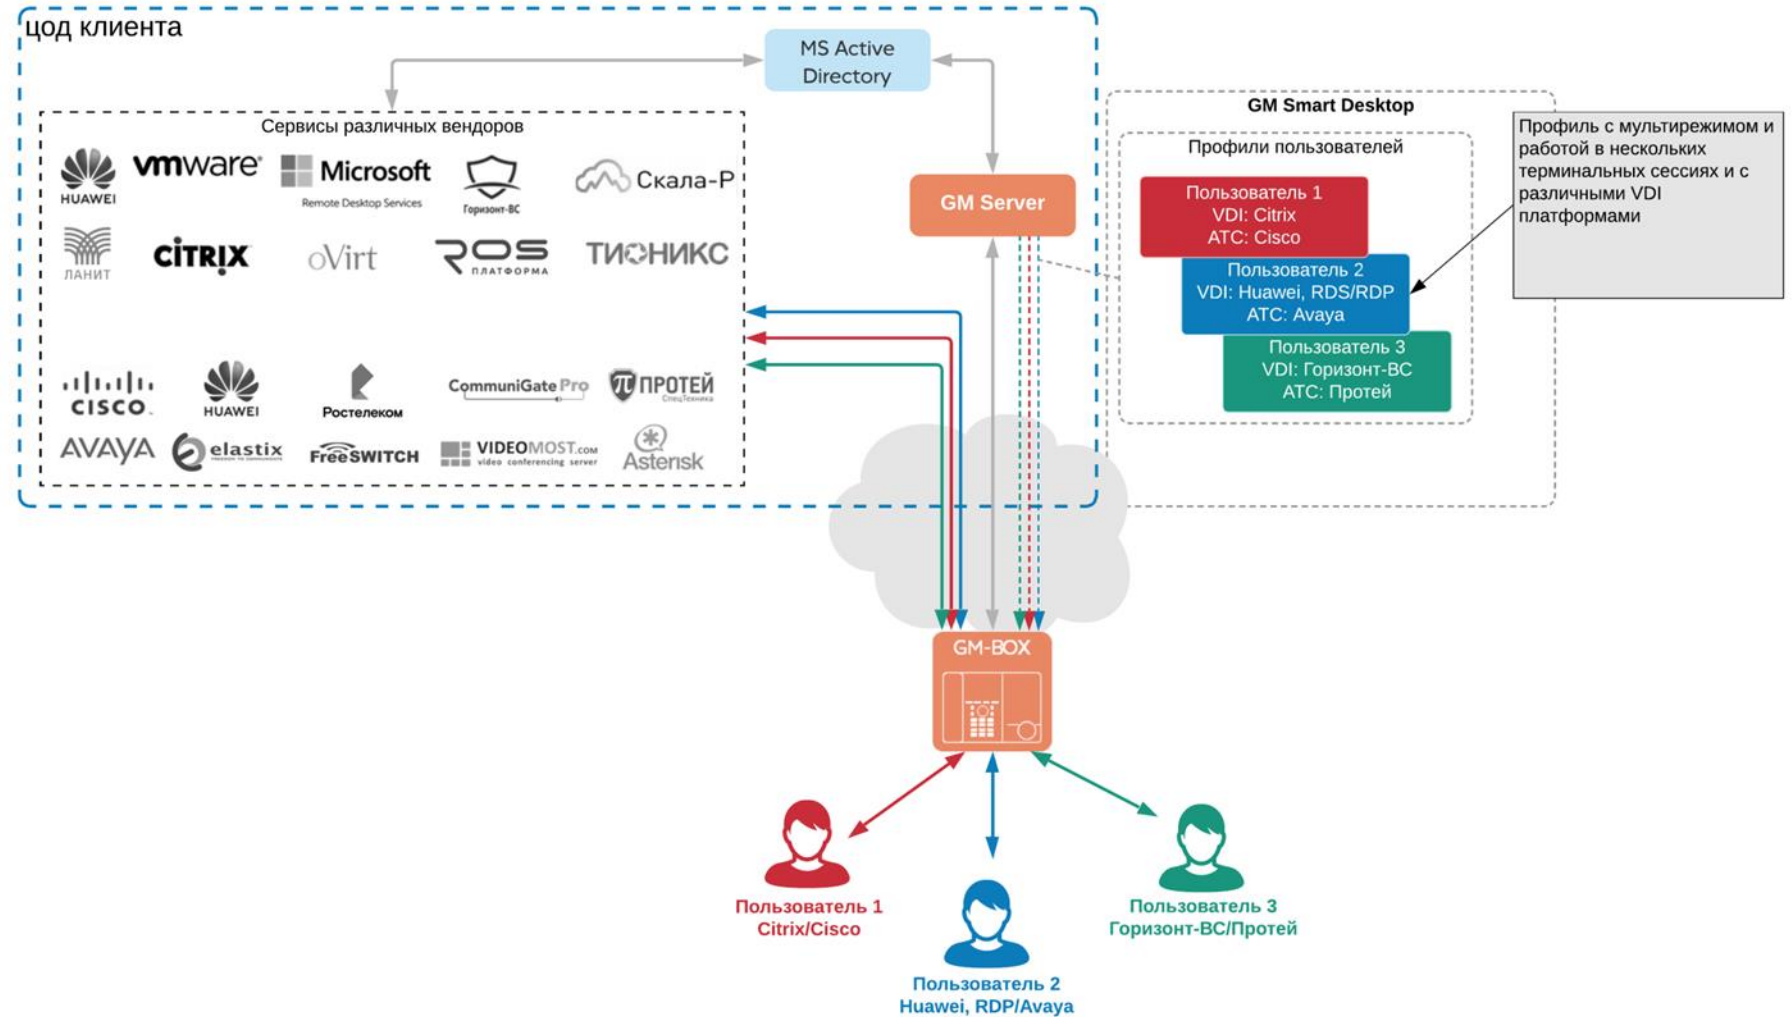 цод клиента
MS Active
Directory
Сервисы различных вендоров
HUAWEI
vmware®
Microsoft
Remote Desktop Services
Горизонт-ВС
Скала-Р
ЛАНИТ
CITRIX
oVirt
ROS
ПЛАТФОРМА
ТИОНИКС
CISCO
HUAWEI
Ростелеком
CommuniGate Pro
ПРОТЕЙ
СпецТехника
AVAYA
elastix
FREEDOM TO COMMUNICATE
FreeSWITCH
VIDEOMOST.COM
video conferencing server
Asterisk
GM Server
GM Smart Desktop
Профили пользователей
Пользователь 1
VDI: Citrix
АТС: Cisco
Пользователь 2
VDI: Huawei, RDS/RDP
АТС: Avaya
Пользователь 3
VDI: Горизонт-ВС
АТС: Протей
Профиль с мультирежимом и
работой в нескольких
терминальных сессиях и с
различными VDI
платформами
GM-BOX
Пользователь 1
Citrix/Cisco
Пользователь 2
Huawei, RDP/Avaya
Пользователь 3
Горизонт-ВС/Протей